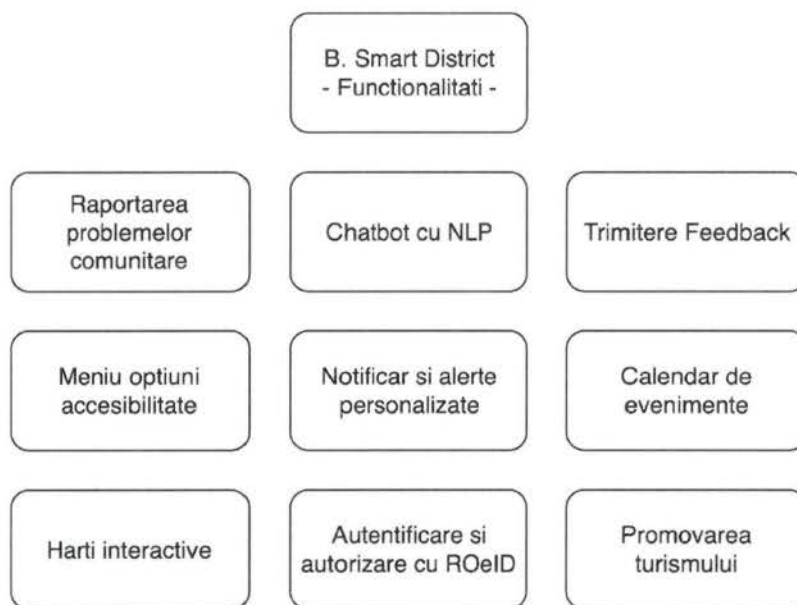 B. Smart District
- Functionalitati -
Raportarea
problemelor
comunitare
Chatbot cu NLP
Trimitere Feedback
Meniu optiuni
accesibilitate
Notificar si alerte
personalizate
Calendar de
evenimente
Harti interactive
Autentificare si
autorizare cu ROeID
Promovarea
turismului